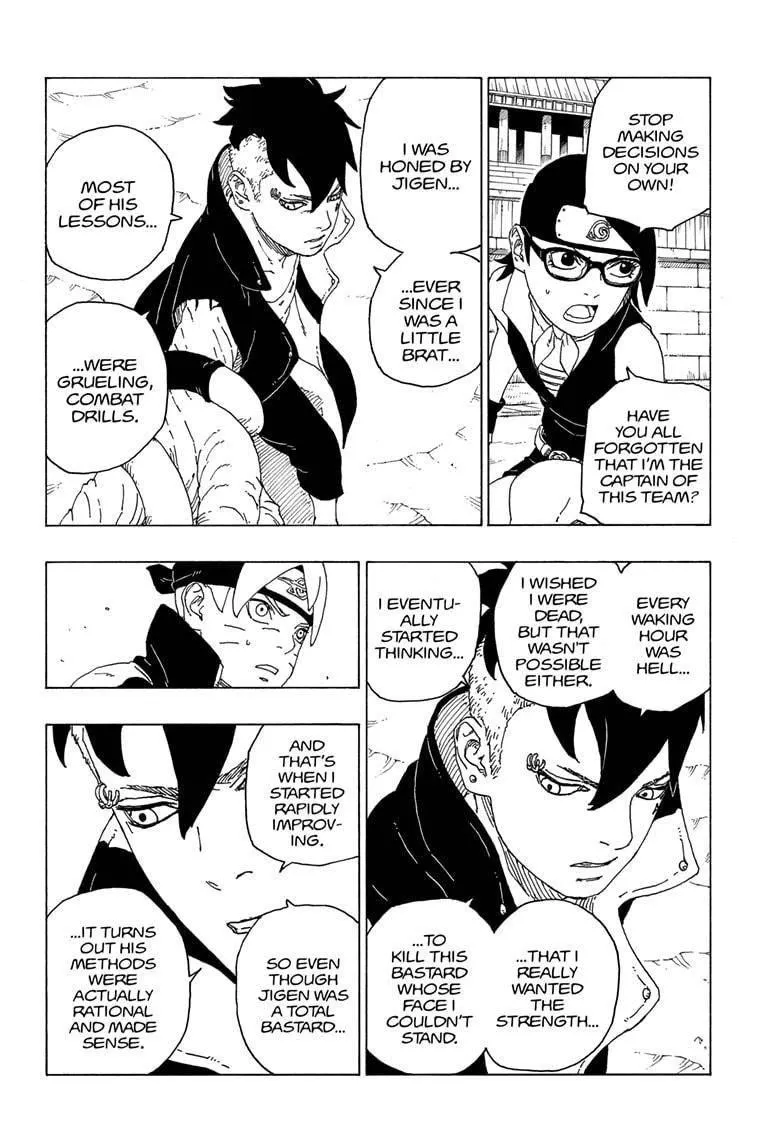 STOP
MAKING
DECISIONS
ON YOUR
OWN!
HAVE
YOU ALL
FORGOTTEN
THAT I'M THE
CAPTAIN OF
THIS TEAM?
I WAS
HONED BY
JIGEN...
...EVER
SINCE I
WAS A
LITTLE
BRAT...
MOST
OF HIS
LESSONS...
...WERE
GRUELING,
COMBAT
DRILLS.
EVERY
WAKING
HOUR
WAS
HELL...
I WISHED
I WERE
DEAD,
BUT THAT
WASN'T
POSSIBLE
EITHER.
I EVENTU-
ALLY
STARTED
THINKING...
...THAT I
REALLY
WANTED
THE
STRENGTH...
...TO
KILL THIS
BASTARD
WHOSE
FACE I
COULDN'T
STAND.
AND
THAT'S
WHEN I
STARTED
RAPIDLY
IMPROV-
ING.
SO EVEN
THOUGH
JIGEN WAS
A TOTAL
BASTARD...
...IT TURNS
OUT HIS
METHODS
WERE
ACTUALLY
RATIONAL
AND MADE
SENSE.